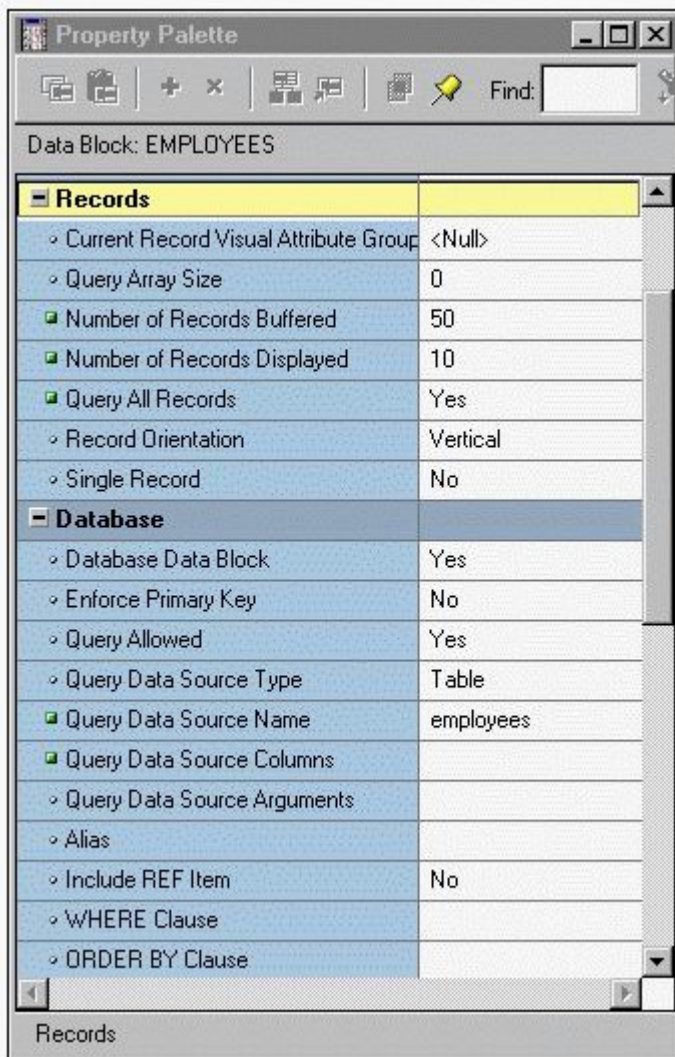 Property Palette
Find:
Data Block: EMPLOYEES
Records
Current Record Visual Attribute Group <Null>
Query Array Size 0
Number of Records Buffered 50
Number of Records Displayed 10
Query All Records Yes
Record Orientation Vertical
Single Record No
Database
Database Data Block Yes
Enforce Primary Key No
Query Allowed Yes
Query Data Source Type Table
Query Data Source Name employees
Query Data Source Columns
Query Data Source Arguments
Alias
Include REF Item No
WHERE Clause
ORDER BY Clause
Records